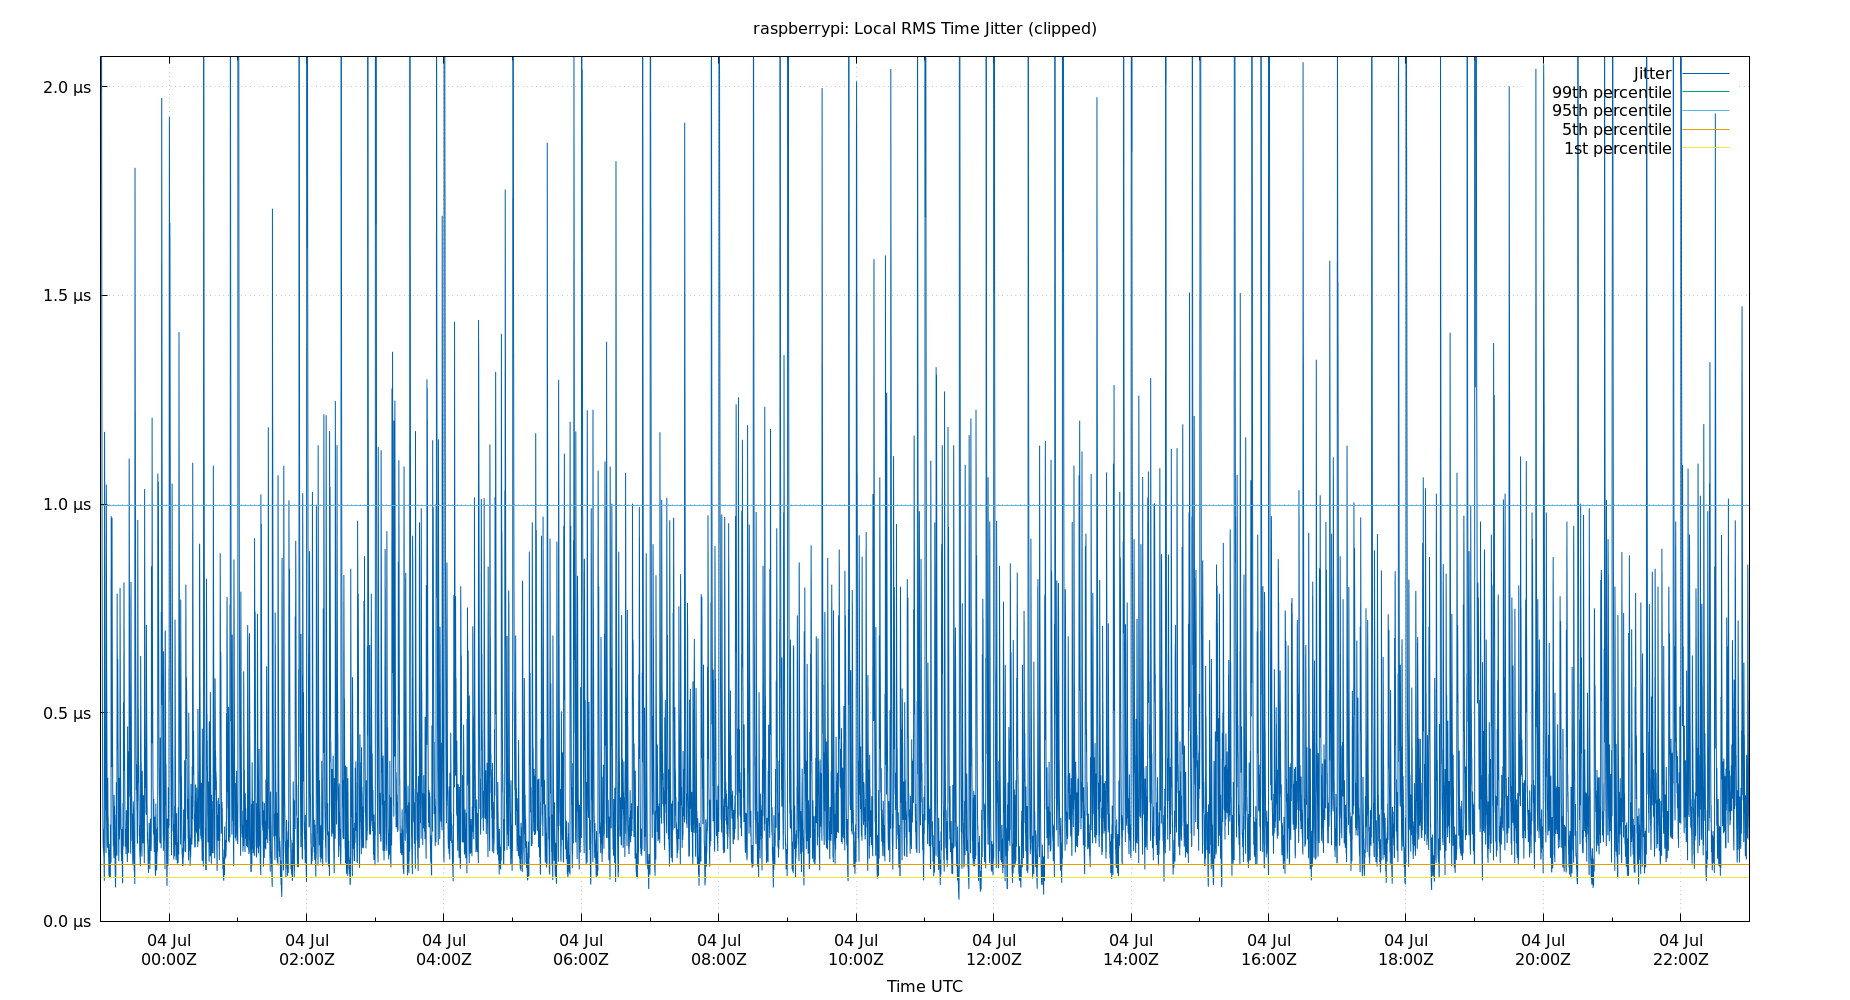 raspberrypi: Local RMS Time Jitter (clipped)
2.0 µs
1.5 µs
1.0 µs
0.5 µs
0.0 µs
Jitter
99th percentile
95th percentile
5th percentile
1st percentile
04 Jul 04 Jul 04 Jul 04 Jul 04 Jul 04 Jul 04 Jul 04 Jul 04 Jul 04 Jul 04 Jul 04 Jul
00:00Z 02:00Z 04:00Z 06:00Z 08:00Z 10:00Z 12:00Z 14:00Z 16:00Z 18:00Z 20:00Z 22:00Z
Time UTC